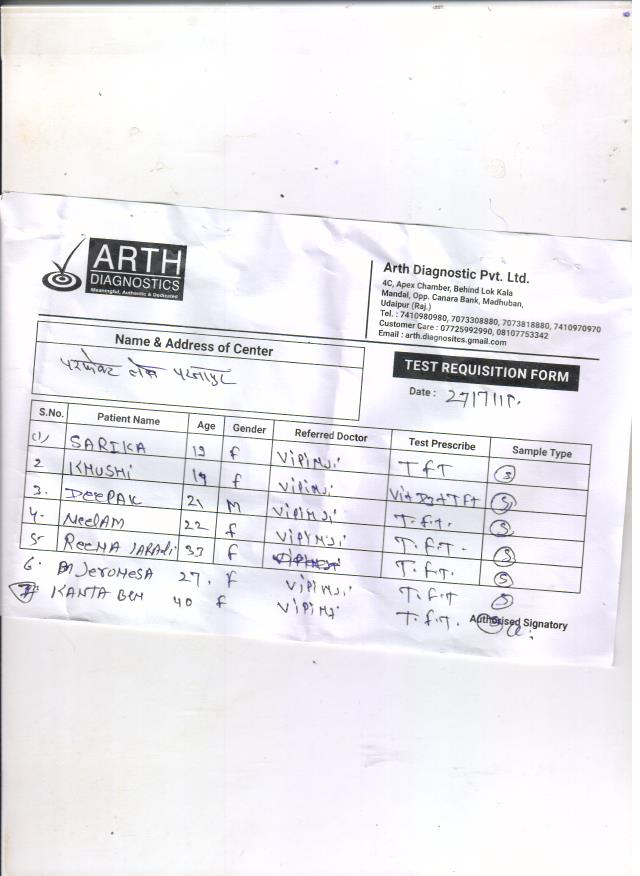 ARTH
DIAGNOSTICS
Meaningful, Authentic & Dedicated
Arth Diagnostic Pvt. Ltd.
4C, Apex Chamber, Behind Lok Kala
Mandal, Opp. Canara Bank, Madhuban,
Udaipur (Raj.)
Tel. : 7410980980, 7073308880, 7073818880, 7410970970
Customer Care : 07725992990, 08107753342
Email : arth.diagnositcs.gmail.com
Name & Address of Center
TEST REQUISITION FORM
Date :
S.No. Patient Name Age Gender Referred Doctor Test Prescribe Sample Type
(1) SARIKA 19 f ViPiNJi TfT S
2 KHUSHI 19 f ViPiNJi Vit D3+TFT S
3. DeePAK 21 M ViPiNJi T.f.T. S
4. NeelAM 22 f ViPiNJi T.f.T. S
5 ReeNA 33 f T.f.T. S
6. 27. f ViPiNJi T.f.T S
7. KANTA BEN 40 f ViPiNJi T.f.T. S
Authorised Signatory